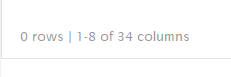 0 rows | 1-8 of 34 columns